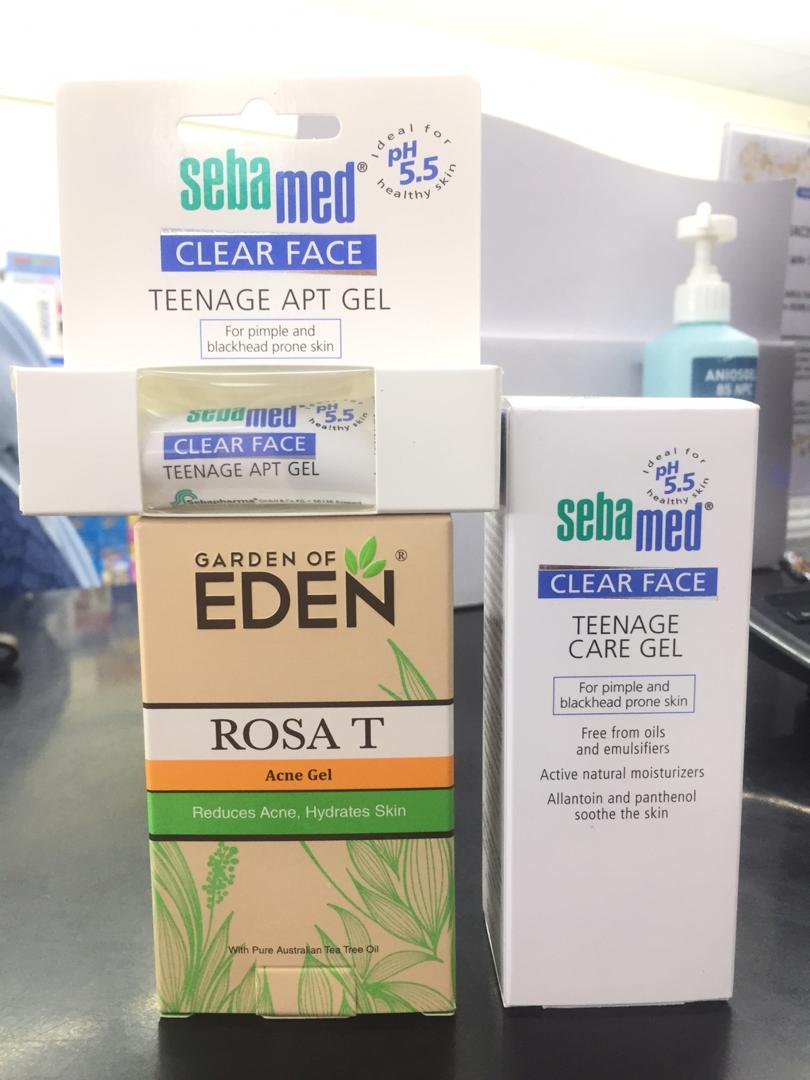 sebamed®
Ideal for
pH
5.5
healthy skin
CLEAR FACE
TEENAGE APT GEL
For pimple and
blackhead prone skin
sebamed
pH
5.5
healthy skin
CLEAR FACE
TEENAGE APT GEL
GARDEN OF
EDEN®
ROSA T
Acne Gel
Reduces Acne, Hydrates Skin
With Pure Australian Tea Tree Oil
Ideal for
pH
5.5
healthy skin
sebamed®
CLEAR FACE
TEENAGE
CARE GEL
For pimple and
blackhead prone skin
Free from oils
and emulsifiers
Active natural moisturizers
Allantoin and panthenol
soothe the skin
85 NPC